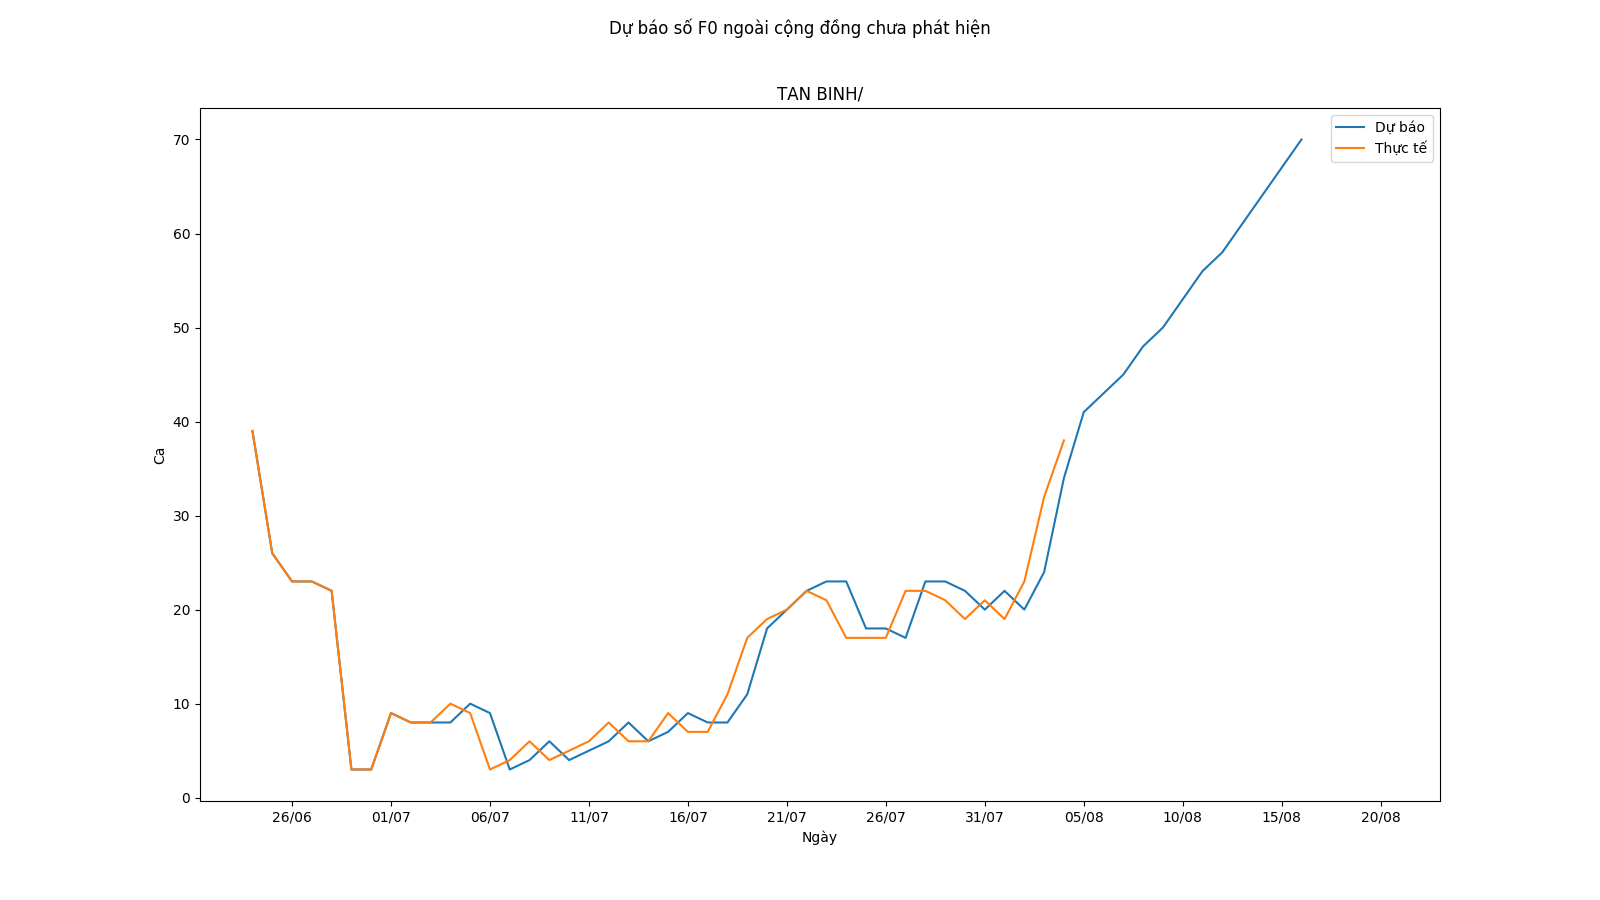 Dự báo số F0 ngoài cộng đồng chưa phát hiện
TAN BINH/
Dự báo
Thực tế
70
60
50
40
30
20
10
0
Ca
26/06 01/07 06/07 11/07 16/07 21/07 26/07 31/07 05/08 10/08 15/08 20/08
Ngày